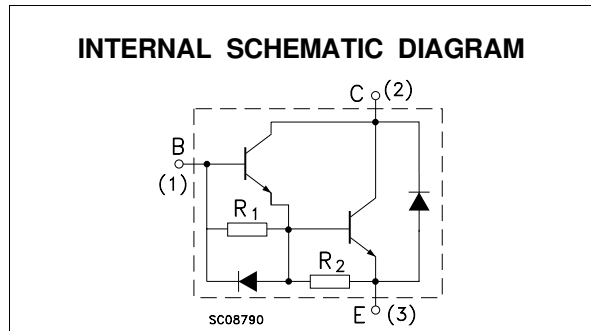 INTERNAL SCHEMATIC DIAGRAM
C (2)
B
(1)
R1
R2
SC08790
E (3)